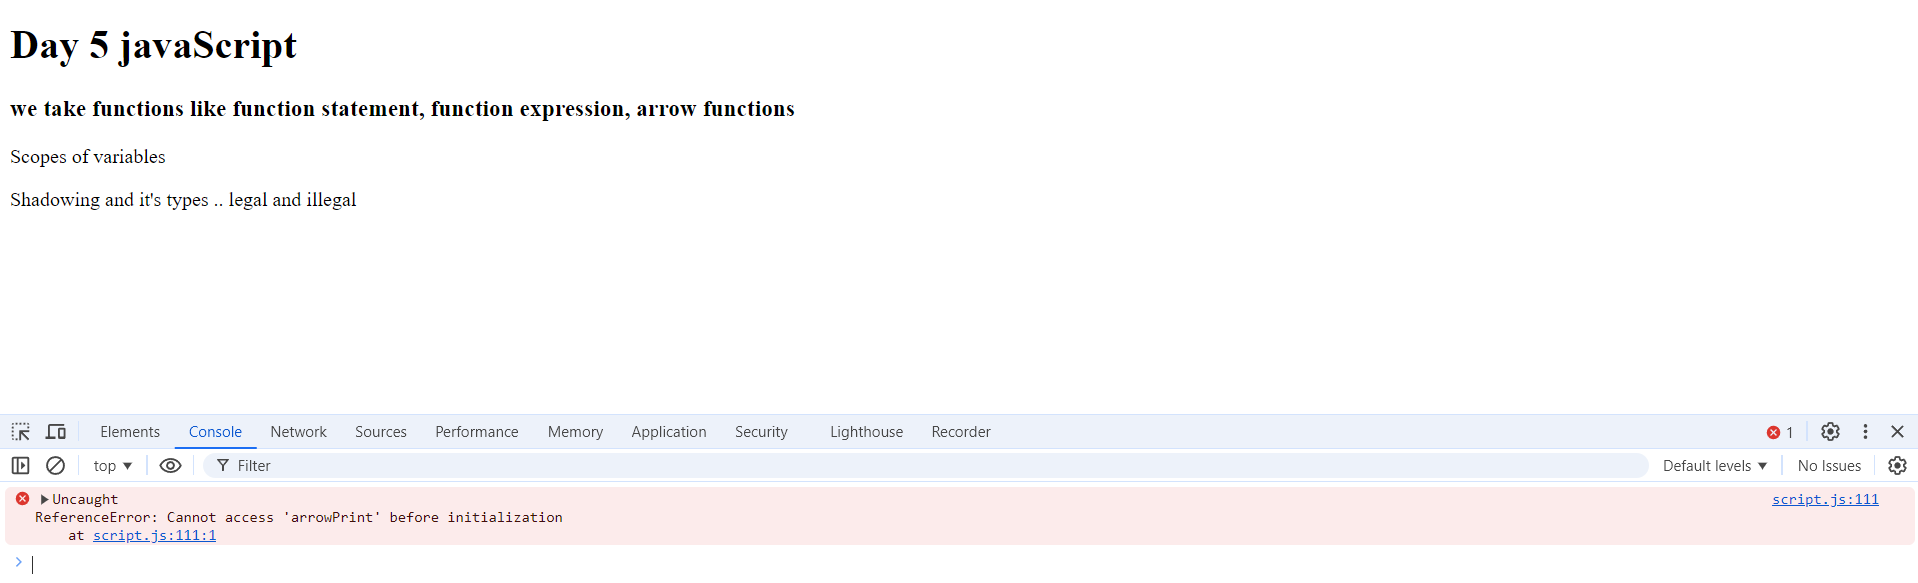 Day 5 javaScript
we take functions like function statement, function expression, arrow functions
Scopes of variables
Shadowing and it's types .. legal and illegal
Elements Console Network Sources Performance Memory Application Security Lighthouse Recorder 1
top Filter Default levels No Issues
Uncaught script.js:111
ReferenceError: Cannot access 'arrowPrint' before initialization
at script.js:111:1